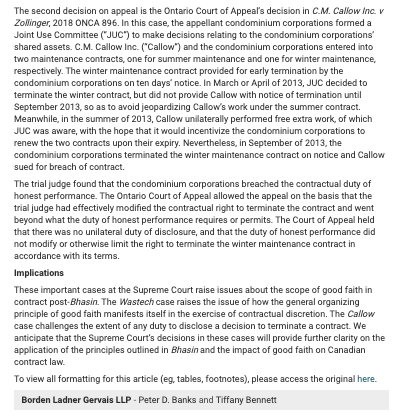 The second decision on appeal is the Ontario Court of Appeal's decision in C.M. Callow Inc. v
Zollinger, 2018 ONCA 896. In this case, the appellant condominium corporations formed a
Joint Use Committee ("JUC") to make decisions relating to the condominium corporations'
shared assets. C.M. Callow Inc. ("Callow") and the condominium corporations entered into
two maintenance contracts, one for summer maintenance and one for winter maintenance,
respectively. The winter maintenance contract provided for early termination by the
condominium corporations on ten days' notice. In March or April of 2013, JUC decided to
terminate the winter contract, but did not provide Callow with notice of termination until
September 2013, so as to avoid jeopardizing Callow's work under the summer contract.
Meanwhile, in the summer of 2013, Callow unilaterally performed free extra work, of which
JUC was aware, with the hope that it would incentivize the condominium corporations to
renew the two contracts upon their expiry. Nevertheless, in September of 2013, the
condominium corporations terminated the winter maintenance contract on notice and Callow
sued for breach of contract.
The trial judge found that the condominium corporations breached the contractual duty of
honest performance. The Ontario Court of Appeal allowed the appeal on the basis that the
trial judge had effectively modified the contractual right to terminate the contract and went
beyond what the duty of honest performance requires or permits. The Court of Appeal held
that there was no unilateral duty of disclosure, and that the duty of honest performance did
not modify or otherwise limit the right to terminate the winter maintenance contract in
accordance with its terms.
Implications
These important cases at the Supreme Court raise issues about the scope of good faith in
contract post-Bhasin. The Wastech case raises the issue of how the general organizing
principle of good faith manifests itself in the exercise of contractual discretion. The Callow
case challenges the extent of any duty to disclose a decision to terminate a contract. We
anticipate that the Supreme Court's decisions in these cases will provide further clarity on the
application of the principles outlined in Bhasin and the impact of good faith on Canadian
contract law.
To view all formatting for this article (eg, tables, footnotes), please access the original here.
Borden Ladner Gervais LLP - Peter D. Banks and Tiffany Bennett